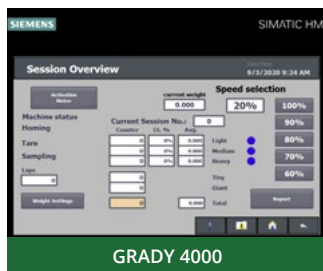 SIEMENS
SIMATIC HM
Session Overview
9/3/2020 9:24 AM
Activation
Motor
current weight
0.000
Speed selection
20%
100%
Machine status
Homing
Current Session No.: 0
90%
Counter CL % Avg.
Tare
0 0% 0.000 Light
80%
Sampling
0 0% 0.000 Medium
0 0% 0.000 Heavy
70%
Laps
0
0 Tiny
60%
0 Giant
Weight Settings
0 0.000 Total
Report
GRADY 4000